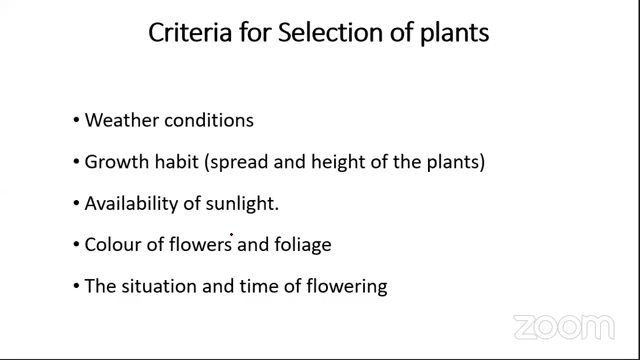 Criteria for Selection of plants
• Weather conditions
• Growth habit (spread and height of the plants)
• Availability of sunlight.
• Colour of flowers and foliage
• The situation and time of flowering
zoom